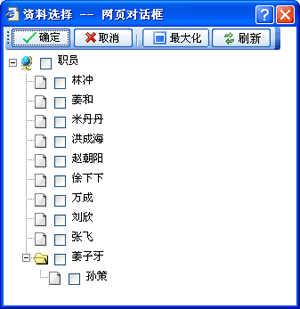 资料选择 -- 网页对话框
确定 取消 最大化 刷新
职员
林冲
姜和
米丹丹
洪成海
赵朝阳
徐下下
万成
刘欣
张飞
姜子牙
孙策